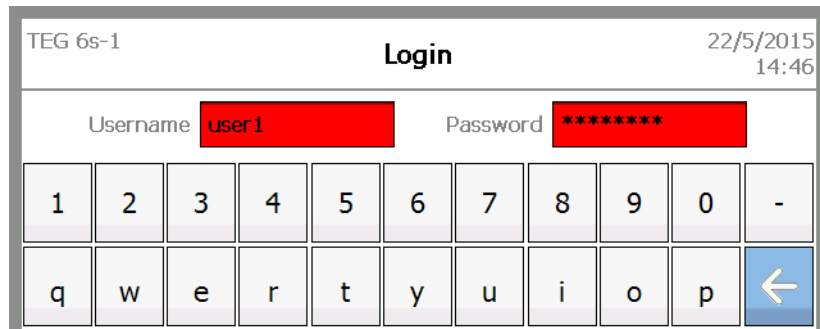 TEG 6s-1 Login 22/5/2015
14:46
Username user1 Password ********
1 2 3 4 5 6 7 8 9 0 -
q w e r t y u i o p